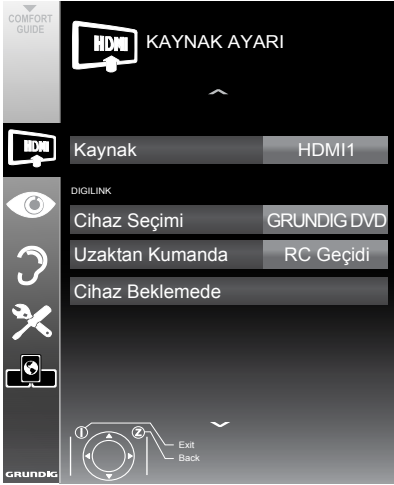 COMFORT
GUIDE
HDMI
KAYNAK AYARI
HDMI
Kaynak HDMI1
DIGILINK
Cihaz Seçimi GRUNDIG DVD
Uzaktan Kumanda RC Geçidi
Cihaz Beklemede
Z
Exit
Back
GRUNDIG